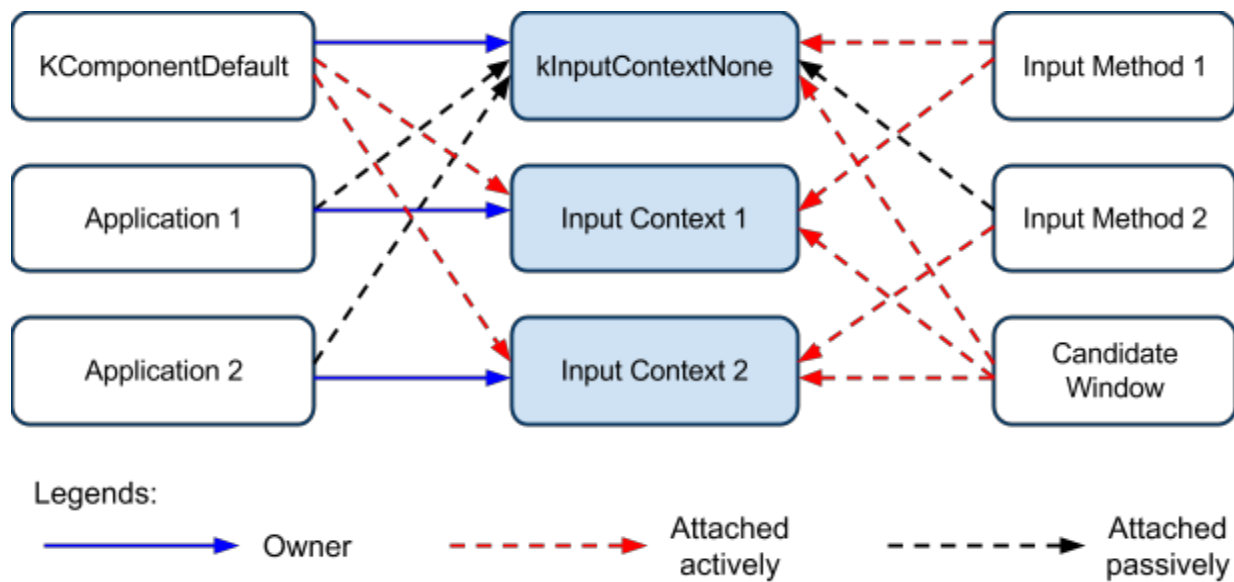 KComponentDefault
kInputContextNone
Input Method 1
Application 1
Input Context 1
Input Method 2
Application 2
Input Context 2
Candidate
Window
Legends:
Owner
Attached
actively
Attached
passively